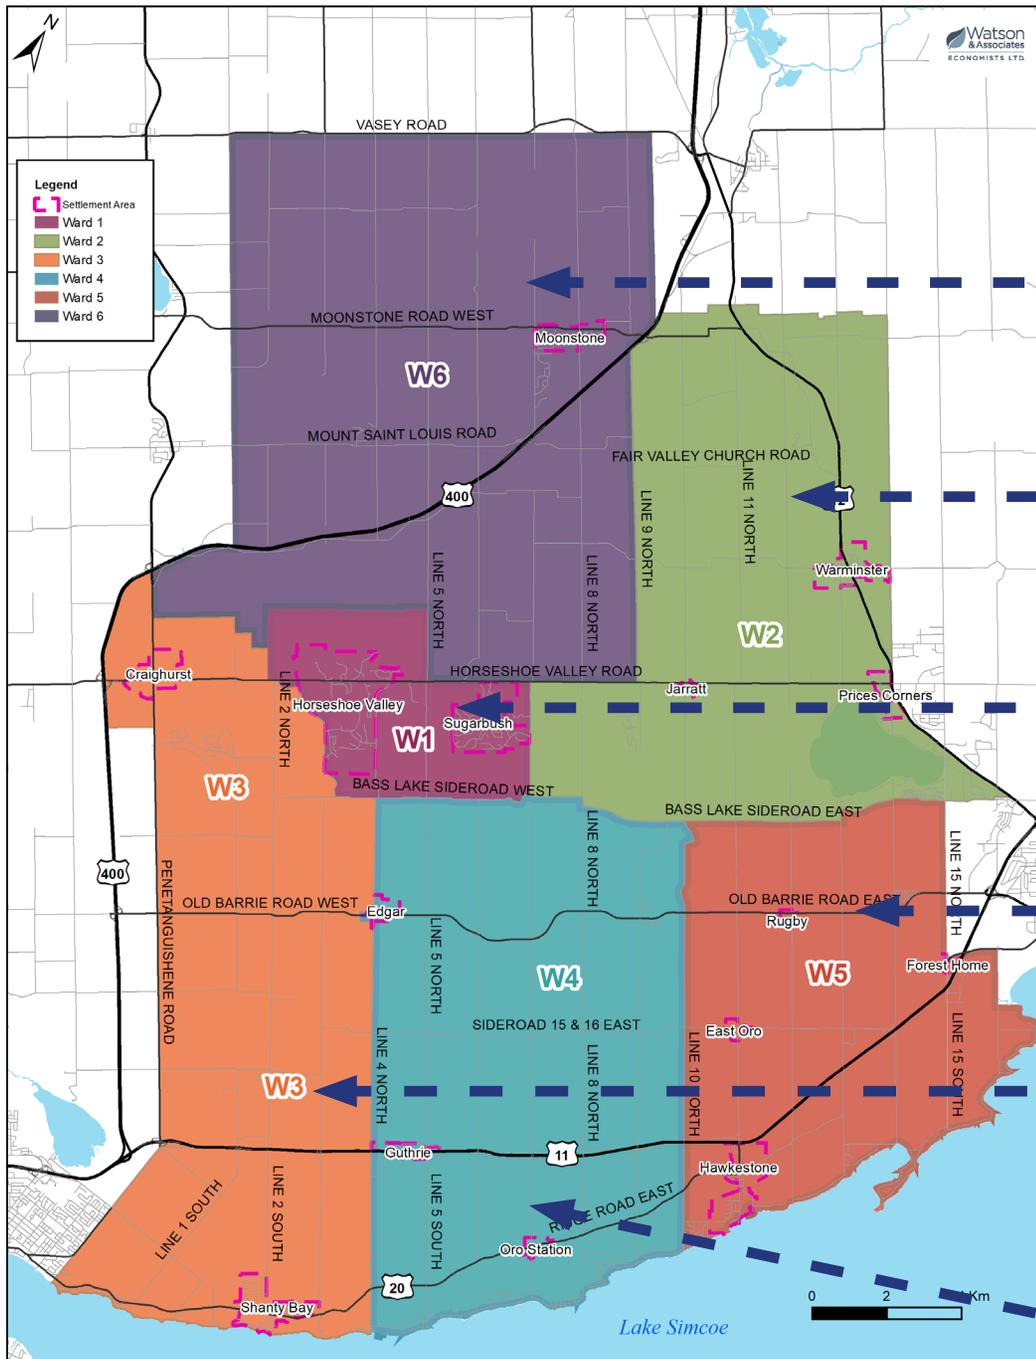 N
Watson
& Associates
ECONOMISTS LTD.
VASEY ROAD
Legend
Settlement Area
Ward 1
Ward 2
Ward 3
Ward 4
Ward 5
Ward 6
MOONSTONE ROAD WEST
Moonstone
W6
MOUNT SAINT LOUIS ROAD
FAIR VALLEY CHURCH ROAD
400
LINE 9 NORTH
LINE 11 NORTH
LINE 5 NORTH
LINE 8 NORTH
Warminster
W2
HORSESHOE VALLEY ROAD
Craighurst
LINE 2 NORTH
Horseshoe Valley
Jarratt
Prices Corners
Sugarbush
W1
W3
BASS LAKE SIDEROAD WEST
BASS LAKE SIDEROAD EAST
LINE 8 NORTH
LINE 15 NORTH
400
PENETANGUISHENE ROAD
OLD BARRIE ROAD WEST
Edgar
OLD BARRIE ROAD EAST
Rugby
LINE 5 NORTH
W4
W5
Forest Home
SIDEROAD 15 & 16 EAST
East Oro
LINE 4 NORTH
LINE 8 NORTH
LINE 10 NORTH
LINE 15 SOUTH
W3
Guthrie
11
Hawkestone
LINE 1 SOUTH
LINE 2 SOUTH
LINE 5 SOUTH
RIDGE ROAD EAST
Oro Station
20
Shanty Bay
0 2 Km
Lake Simcoe